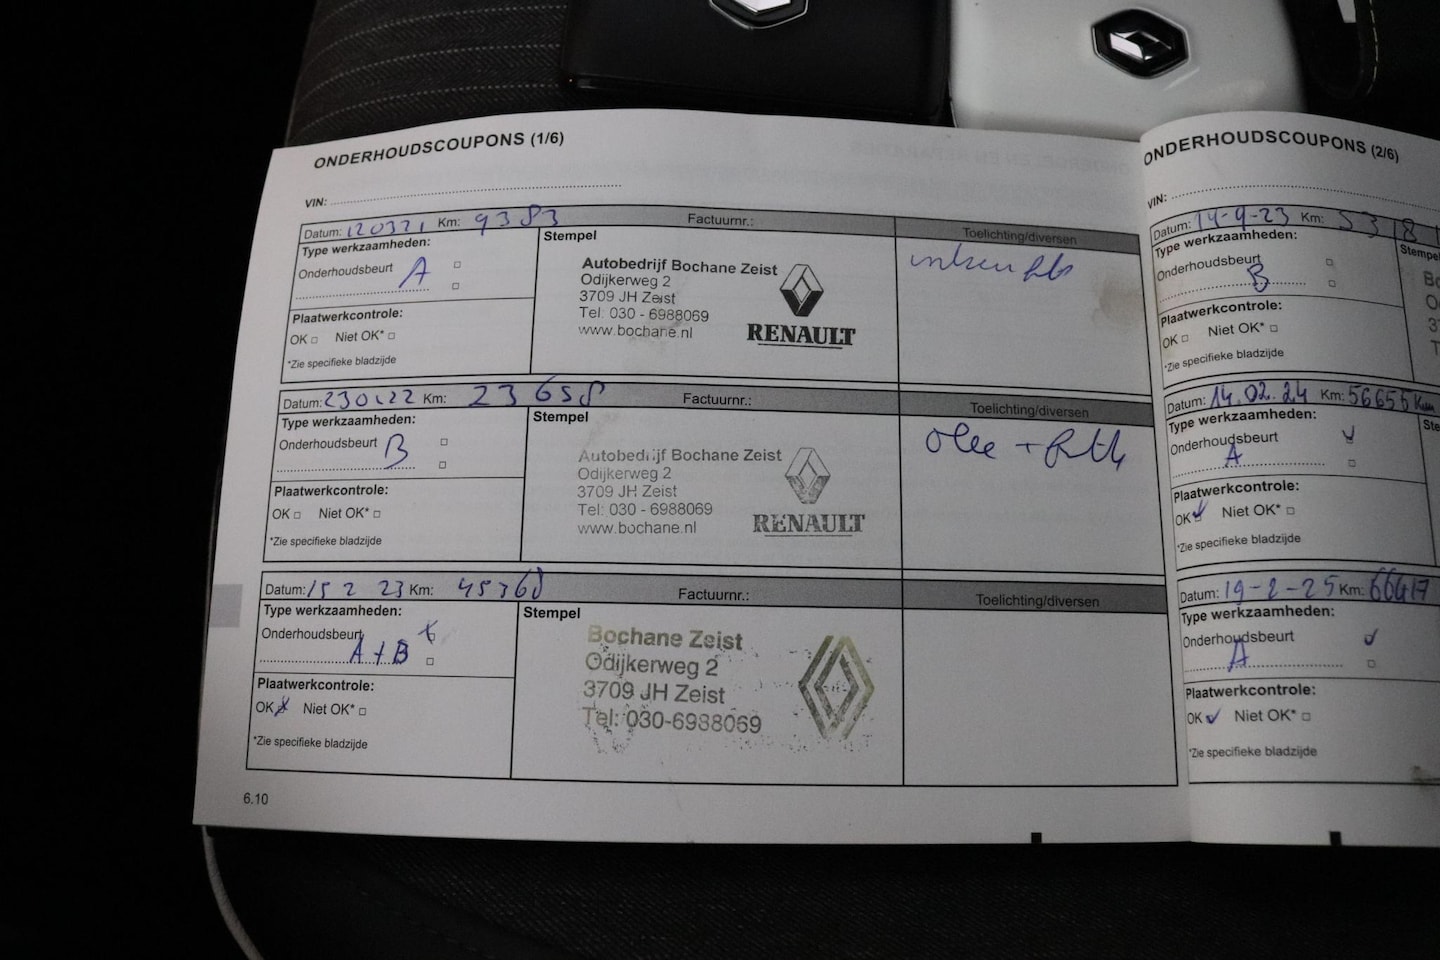 ONDERHOUDSCOUPONS (1/6)
VIN:
Datum: 120321 Km: 9383 Factuurnr.: Toelichting/diversen
Type werkzaamheden:
Onderhoudsbeurt A
Stempel
Autobedrijf Bochane Zeist
Odijkerweg 2
3709 JH Zeist
Tel: 030 - 6988069
www.bochane.nl
RENAULT
Plaatwerkcontrole:
OK Niet OK*
*Zie specifieke bladzijde
Datum: 230122 Km: 23658 Factuurnr.: Toelichting/diversen
Type werkzaamheden:
Onderhoudsbeurt B
Stempel
Autobedrijf Bochane Zeist
Odijkerweg 2
3709 JH Zeist
Tel: 030 - 6988069
www.bochane.nl
RENAULT
Plaatwerkcontrole:
OK Niet OK*
*Zie specifieke bladzijde
Datum: 15 2 23 Km: Factuurnr.: Toelichting/diversen
Type werkzaamheden:
Onderhoudsbeurt x
A + B
Stempel
Bochane Zeist
Odijkerweg 2
3709 JH Zeist
Tel: 030-6988069
Plaatwerkcontrole:
OK x Niet OK*
*Zie specifieke bladzijde
6.10
ONDERHOUDSCOUPONS (2/6)
VIN:
Datum: 14-9-23 Km: 5318
Type werkzaamheden:
Onderhoudsbeurt
B
Stempel
Plaatwerkcontrole:
OK Niet OK*
*Zie specifieke bladzijde
Datum: 14.02.24 Km: 56655 Km
Type werkzaamheden:
Onderhoudsbeurt
A
Plaatwerkcontrole:
OK Niet OK*
*Zie specifieke bladzijde
Datum: 19-2-25 Km: 66417
Type werkzaamheden:
Onderhoudsbeurt
A
Plaatwerkcontrole:
OK Niet OK*
*Zie specifieke bladzijde